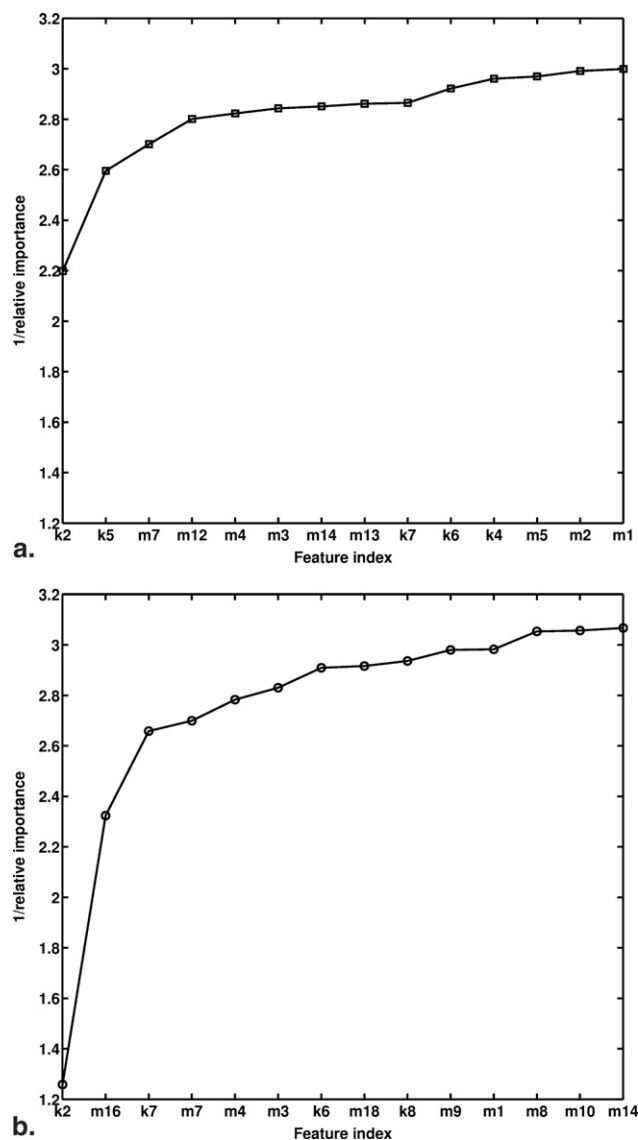 3.2
3
2.8
2.6
2.4
2.2
2
1.8
1.6
1.4
1.2
1/relative importance
k2 k5 m7 m12 m4 m3 m14 m13 k7 k6 k4 m5 m2 m1
Feature index
a.
3.2
3
2.8
2.6
2.4
2.2
2
1.8
1.6
1.4
1.2
1/relative importance
k2 m16 k7 m7 m4 m3 k6 m18 k8 m9 m1 m8 m10 m14
Feature index
b.